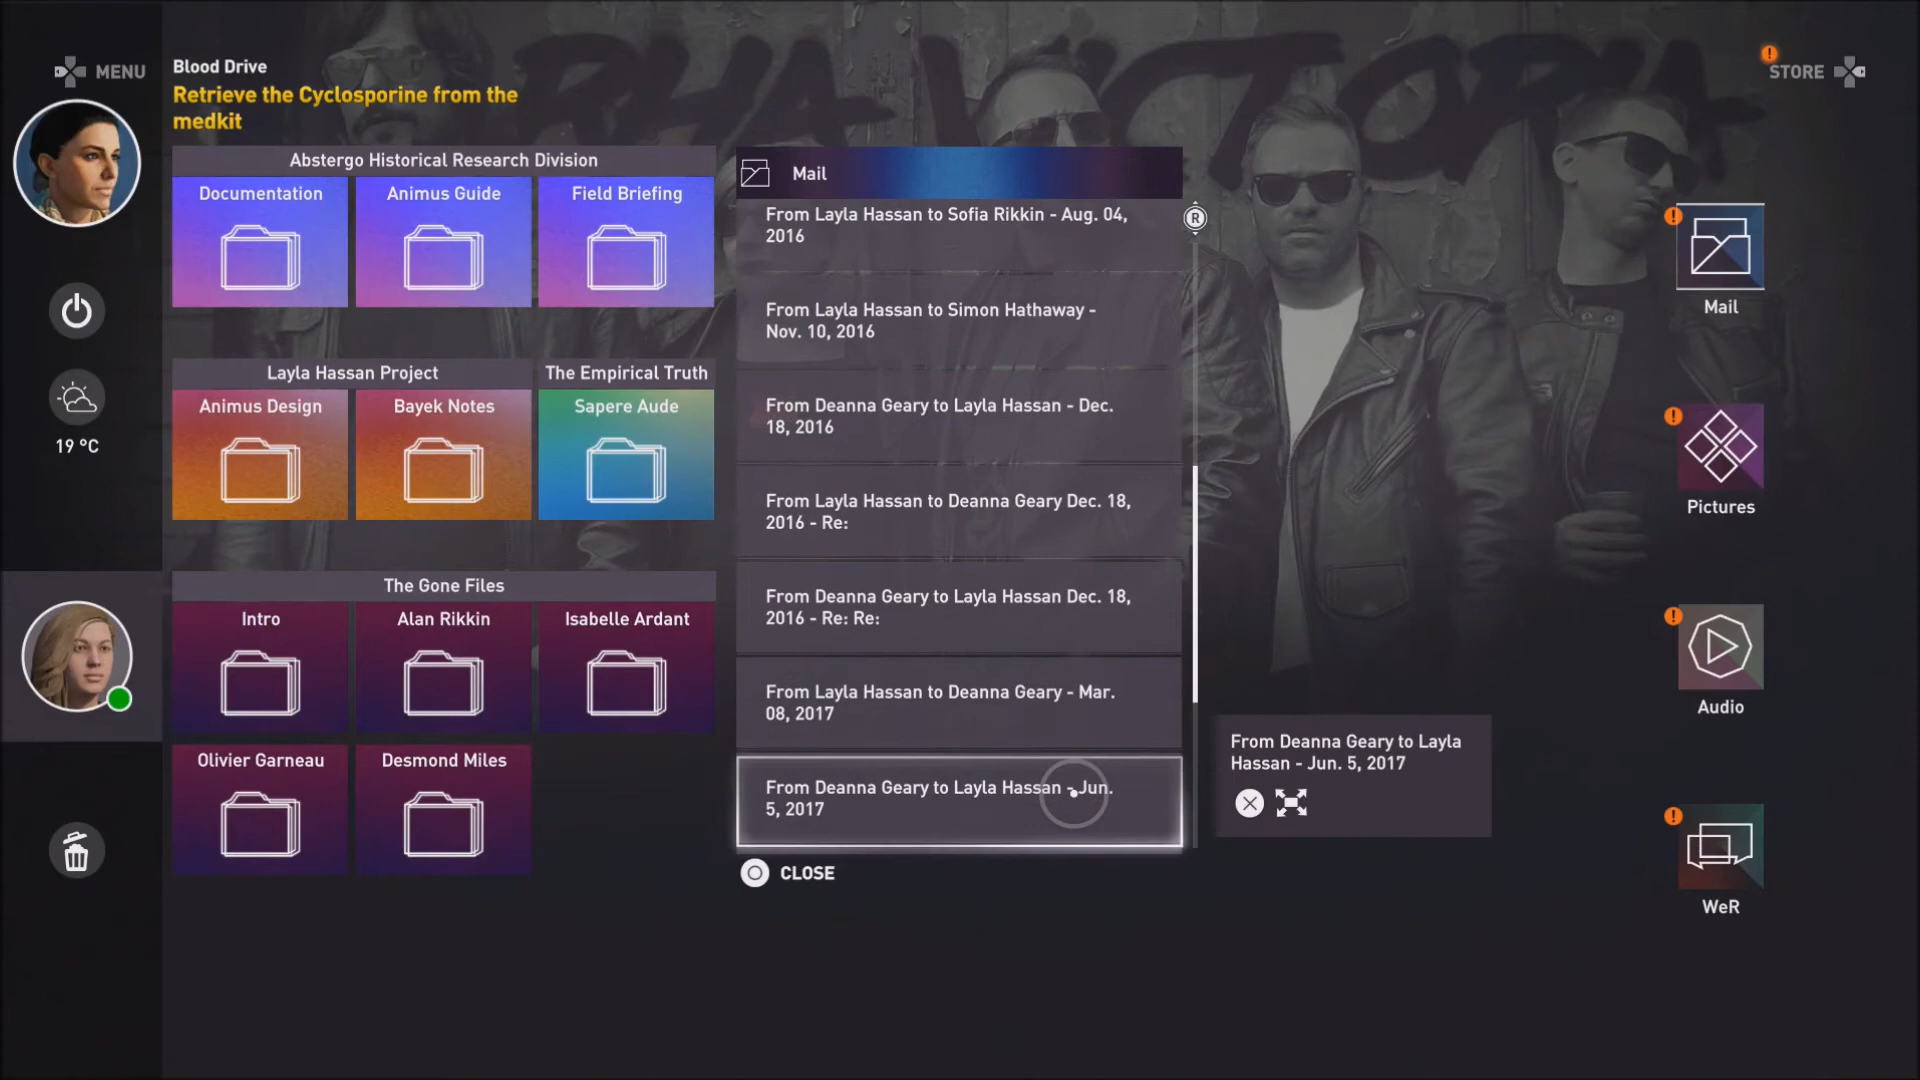 MENU
Blood Drive
Retrieve the Cyclosporine from the
medkit
STORE
Abstergo Historical Research Division
Documentation
Animus Guide
Field Briefing
19 °C
Layla Hassan Project
The Empirical Truth
Animus Design
Bayek Notes
Sapere Aude
The Gone Files
Intro
Alan Rikkin
Isabelle Ardant
Olivier Garneau
Desmond Miles
Mail
From Layla Hassan to Sofia Rikkin - Aug. 04,
2016
R
From Layla Hassan to Simon Hathaway -
Nov. 10, 2016
From Deanna Geary to Layla Hassan - Dec.
18, 2016
From Layla Hassan to Deanna Geary Dec. 18,
2016 - Re:
From Deanna Geary to Layla Hassan Dec. 18,
2016 - Re: Re:
From Layla Hassan to Deanna Geary - Mar.
08, 2017
From Deanna Geary to Layla Hassan - Jun.
5, 2017
CLOSE
From Deanna Geary to Layla
Hassan - Jun. 5, 2017
Mail
Pictures
Audio
WeR